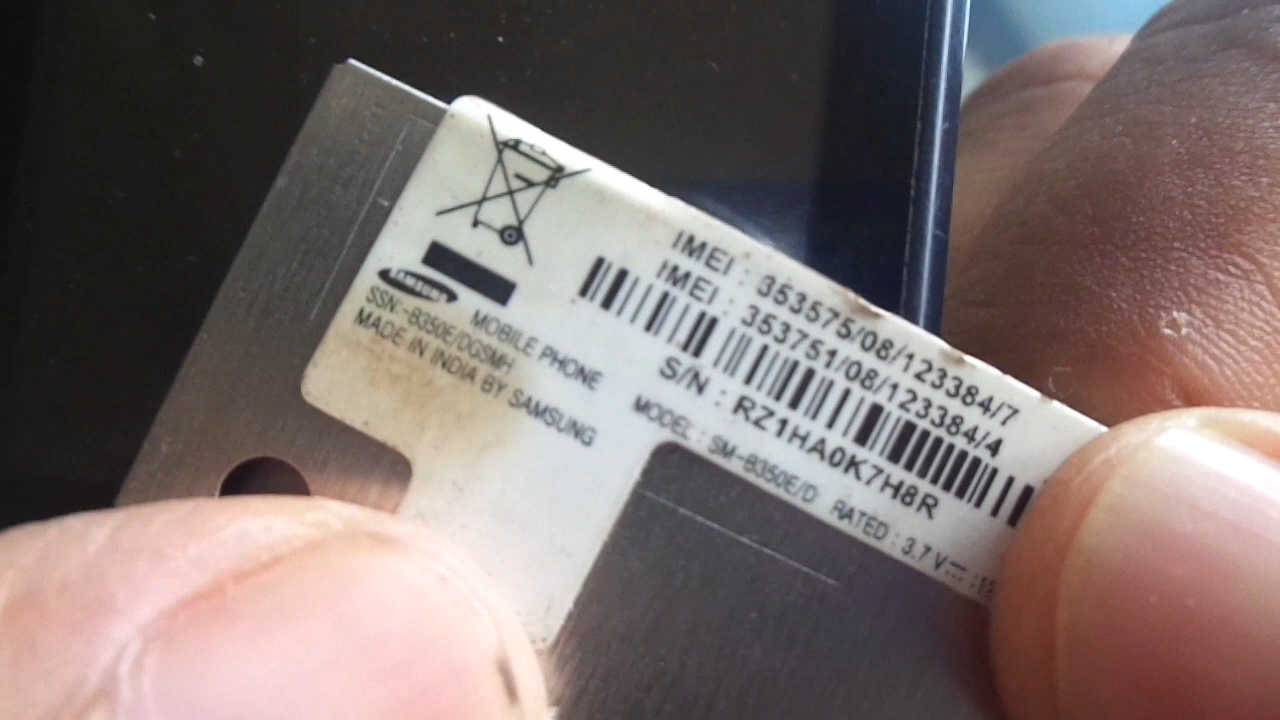 IMEI : 353575/08/123384/7
IMEI : 353751/08/123384/4
S/N : RZ1HA0K7H8R
SAMSUNG
MOBILE PHONE
SSN:-B350E/DGSMH
MADE IN INDIA BY SAMSUNG
MODEL : SM-B350E/D RATED : 3.7 V